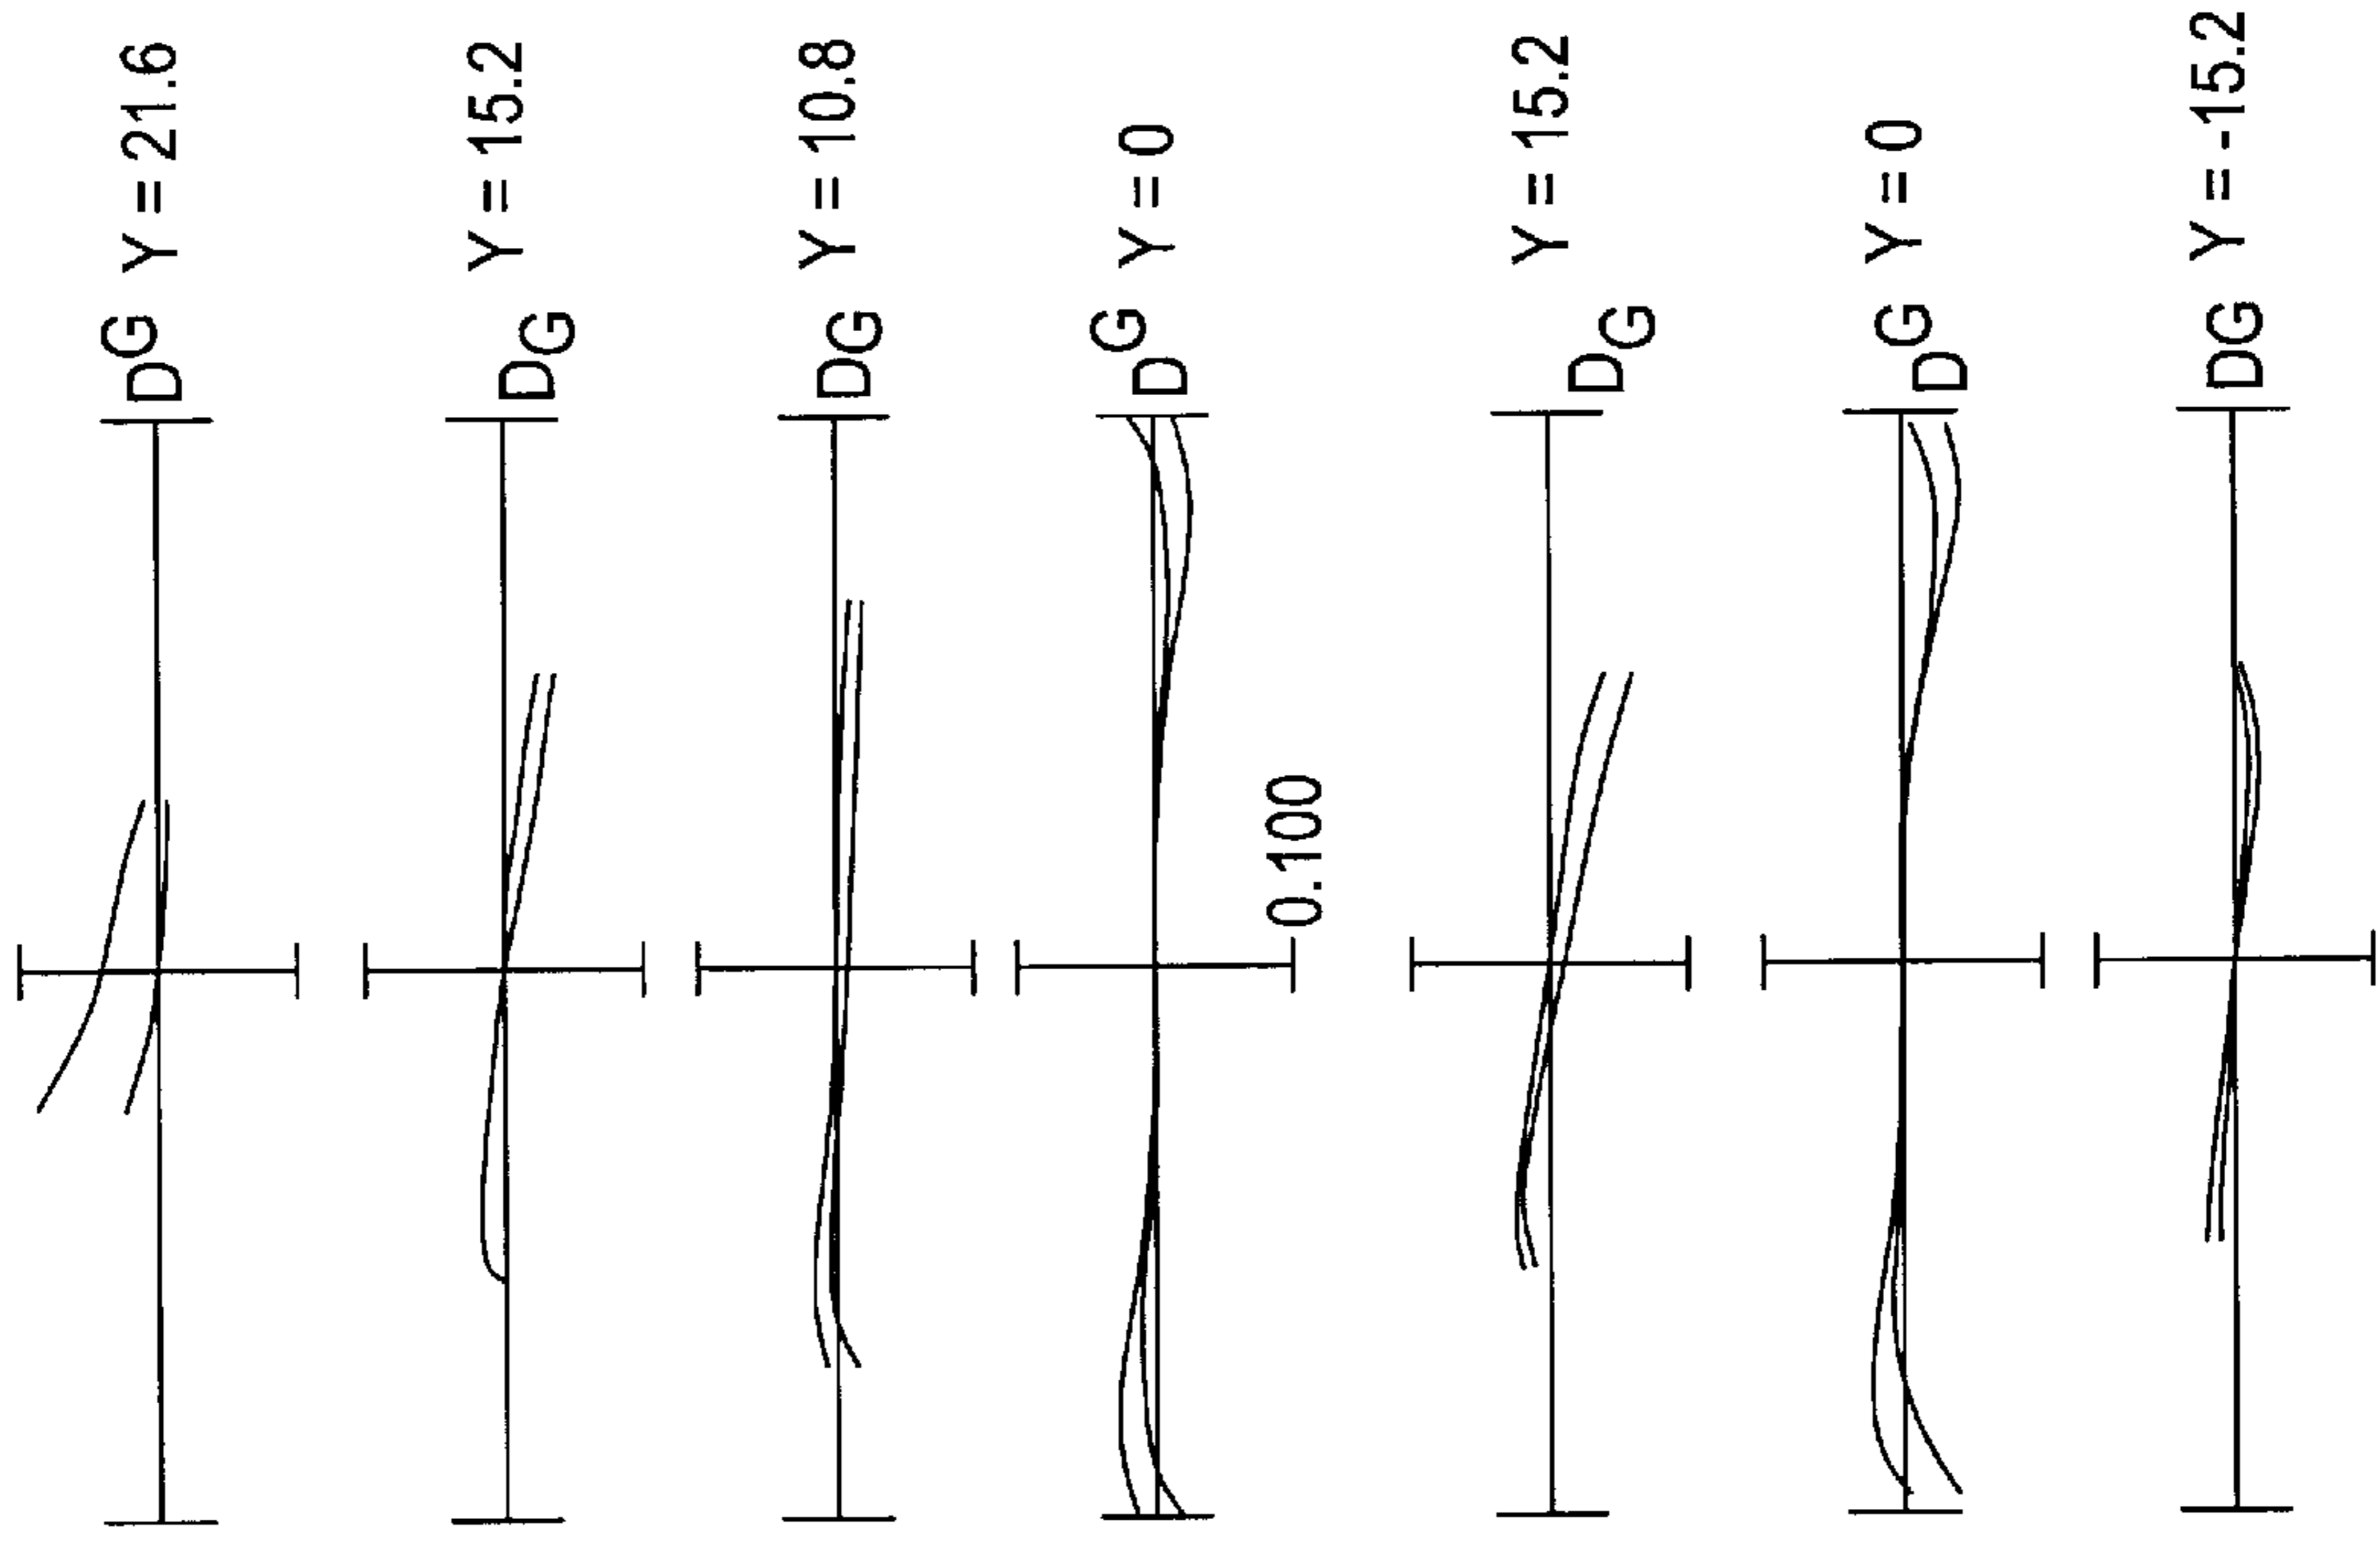 Y = 21.6
DG
Y = 15.2
DG
Y = 10.8
DG
Y = 0
DG
0.100
Y = 15.2
DG
Y = 0
DG
Y = -15.2
DG